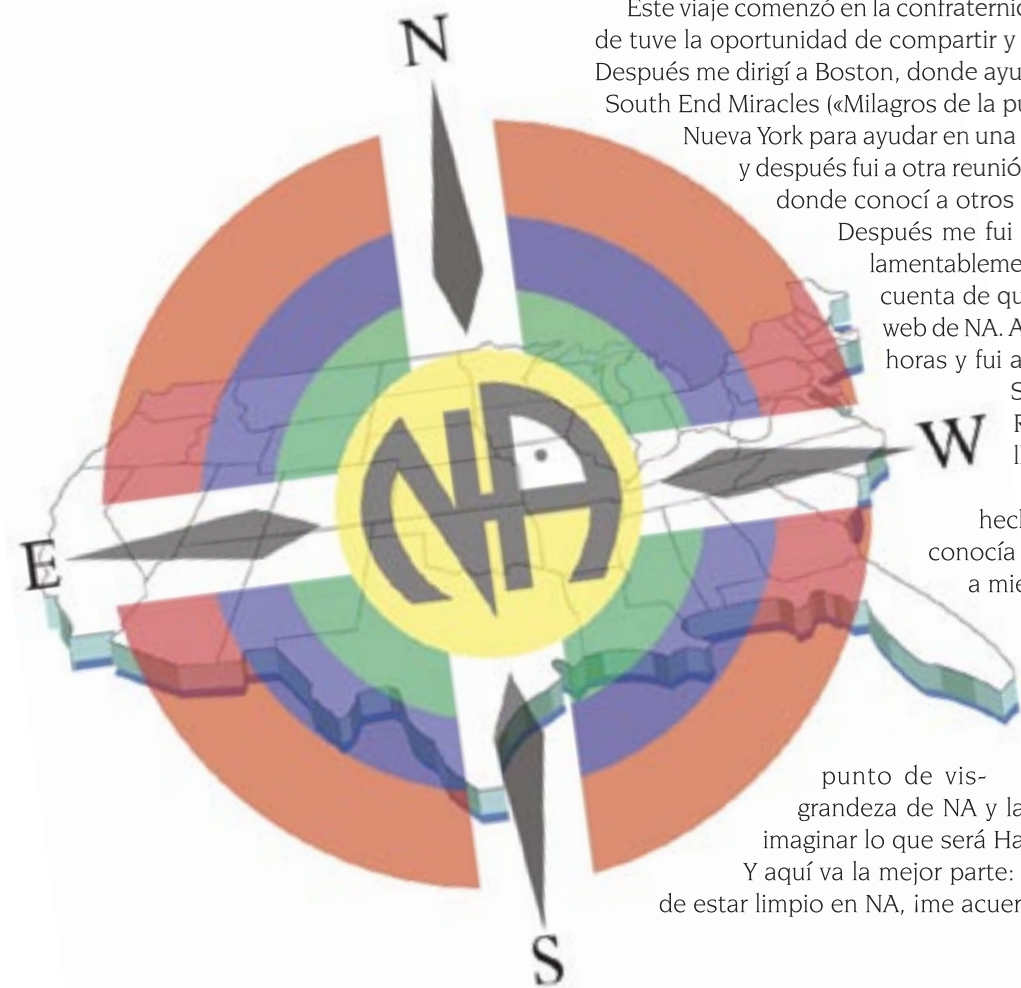 N
Este viaje comenzó en la confraternic
de tuve la oportunidad de compartir y
Después me dirigí a Boston, donde ayu
South End Miracles («Milagros de la pu
Nueva York para ayudar en una
y después fui a otra reunió
donde conocí a otros
Después me fui
lamentableme
cuenta de qu
web de NA. A
horas y fui a
S
R
W
NA
hecl
E
conocía
a mie
punto de vis-
grandeza de NA y la
imaginar lo que será Ha
Y aquí va la mejor parte:
de estar limpio en NA, ¡me acuer
S